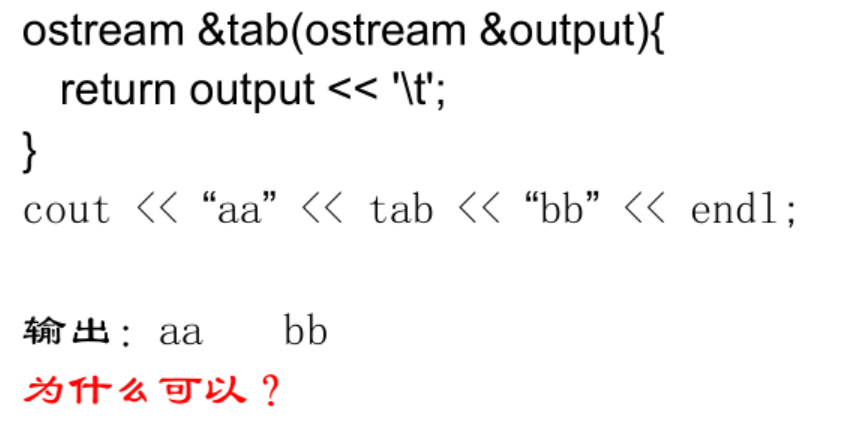 ostream &tab(ostream &output){
return output << '\t';
}
cout << “aa” << tab << “bb” << endl;
输出：aa    bb
为什么可以？